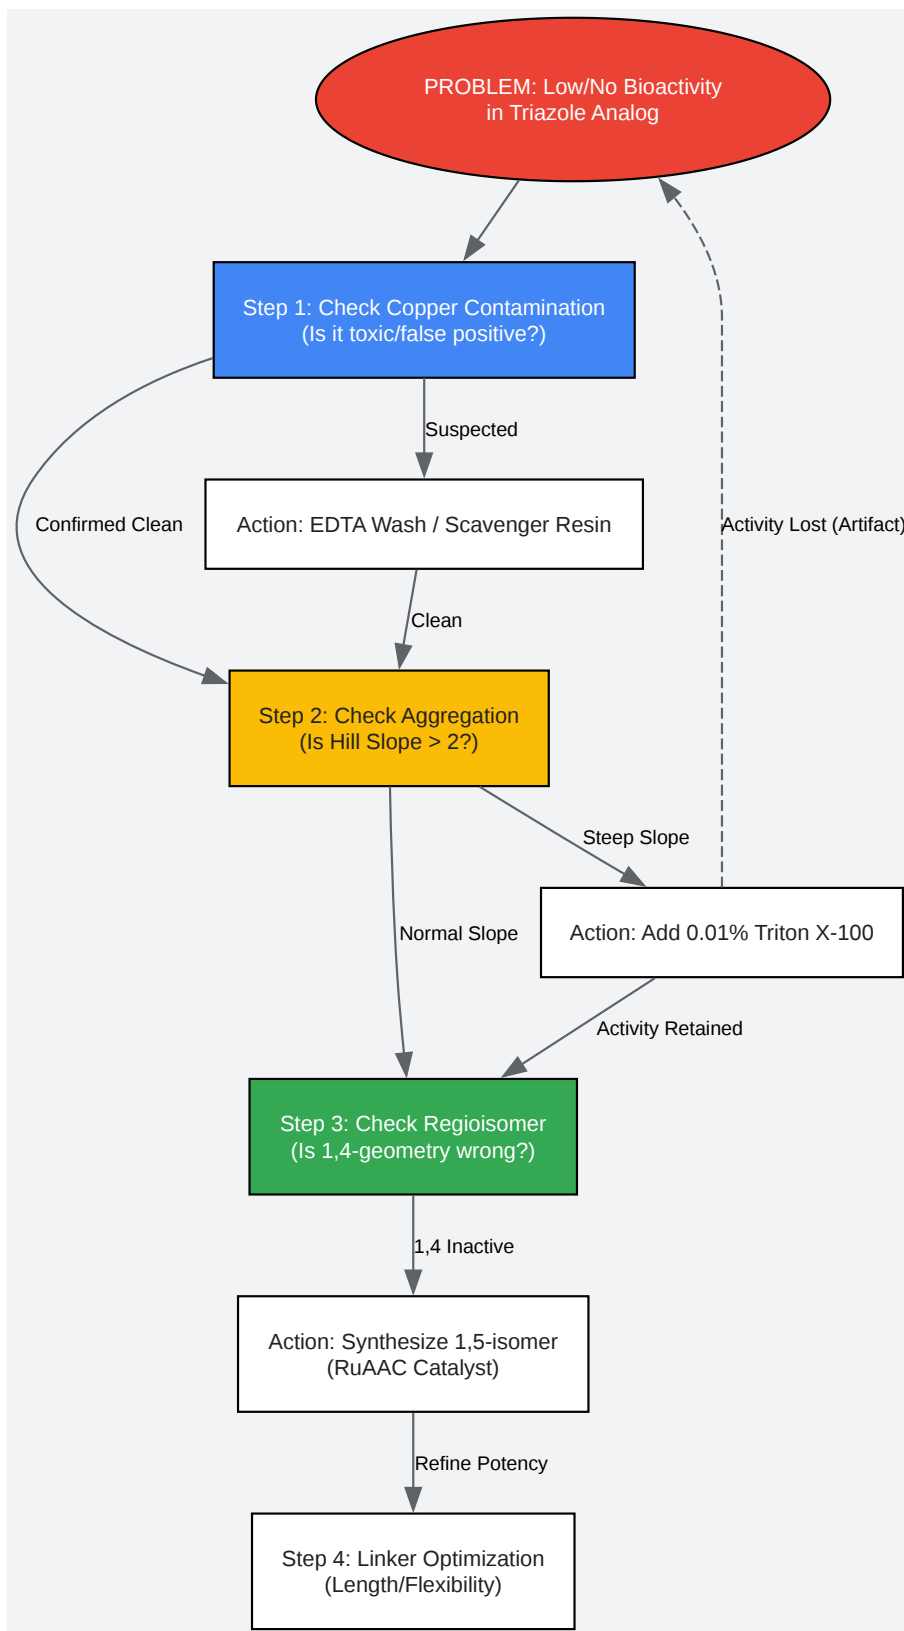 PROBLEM: Low/No Bioactivity
in Triazole Analog
Step 1: Check Copper Contamination
(Is it toxic/false positive?)
Suspected
Confirmed Clean
Action: EDTA Wash / Scavenger Resin
Activity Lost (Artifact)
Clean
Step 2: Check Aggregation
(Is Hill Slope > 2?)
Steep Slope
Normal Slope
Action: Add 0.01% Triton X-100
Activity Retained
Step 3: Check Regioisomer
(Is 1,4-geometry wrong?)
1,4 Inactive
Action: Synthesize 1,5-isomer
(RuAAC Catalyst)
Refine Potency
Step 4: Linker Optimization
(Length/Flexibility)